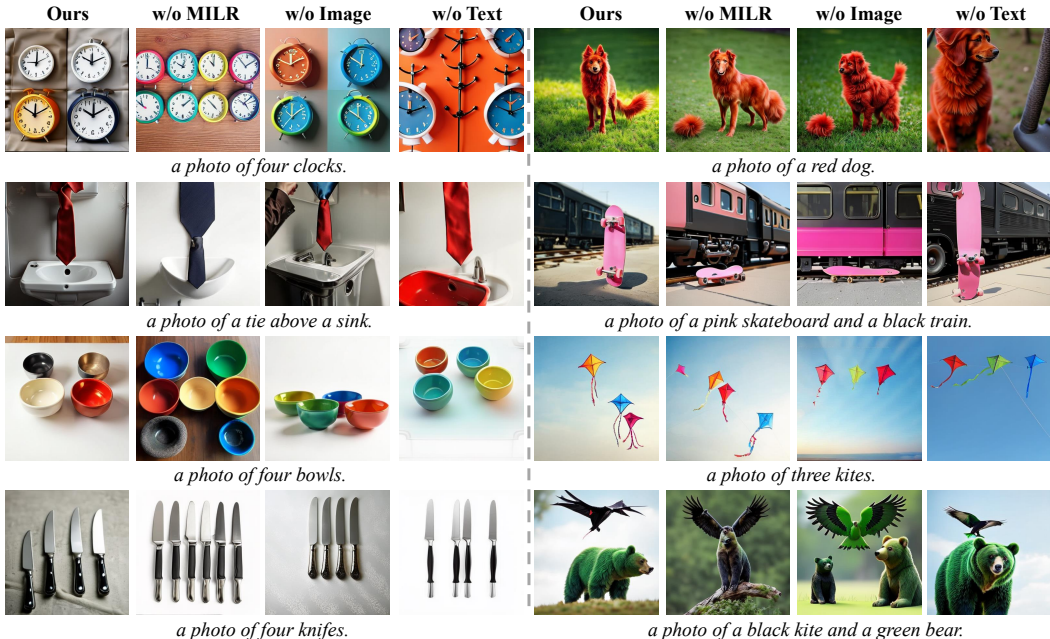 Ours w/o MILR w/o Image w/o Text Ours w/o MILR w/o Image w/o Text
a photo of four clocks. a photo of a red dog.
a photo of a tie above a sink. a photo of a pink skateboard and a black train.
a photo of four bowls. a photo of three kites.
a photo of four knifes. a photo of a black kite and a green bear.